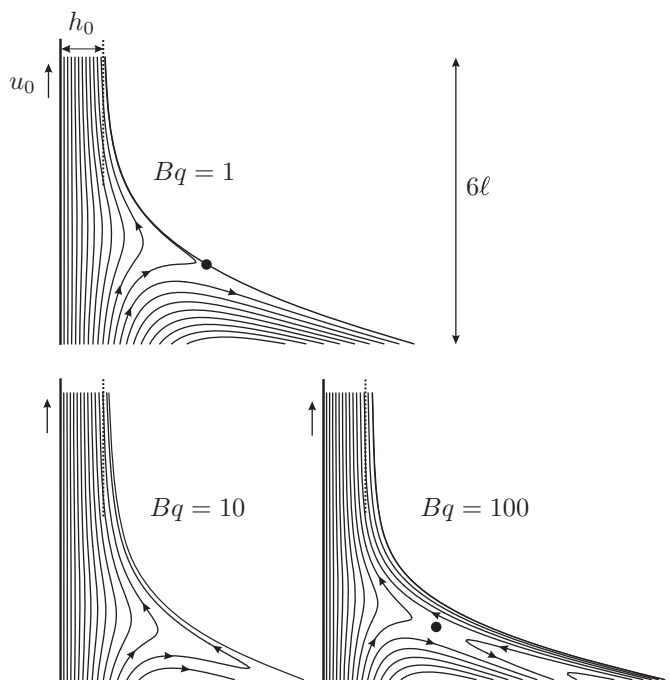 h₀
u₀
Bq = 1
6ℓ
Bq = 10
Bq = 100